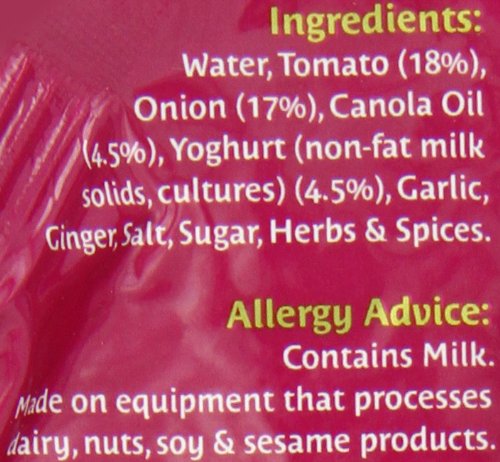 Ingredients:
Water, Tomato (18%),
Onion (17%), Canola Oil
(4.5%), Yoghurt (non-fat milk
solids, cultures) (4.5%), Garlic,
Ginger, Salt, Sugar, Herbs & Spices.
Allergy Advice:
Contains Milk.
Made on equipment that processes
dairy, nuts, soy & sesame products.